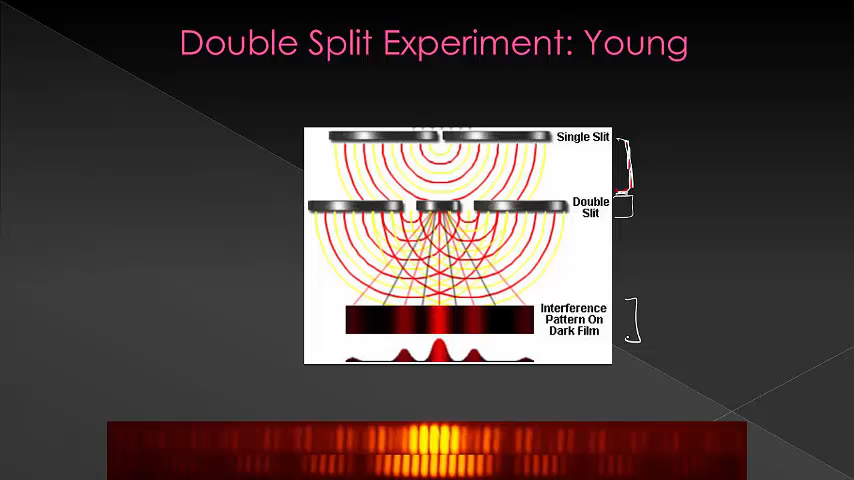 Double Split Experiment: Young
Single Slit
Double
Slit
Interference
Pattern On
Dark Film